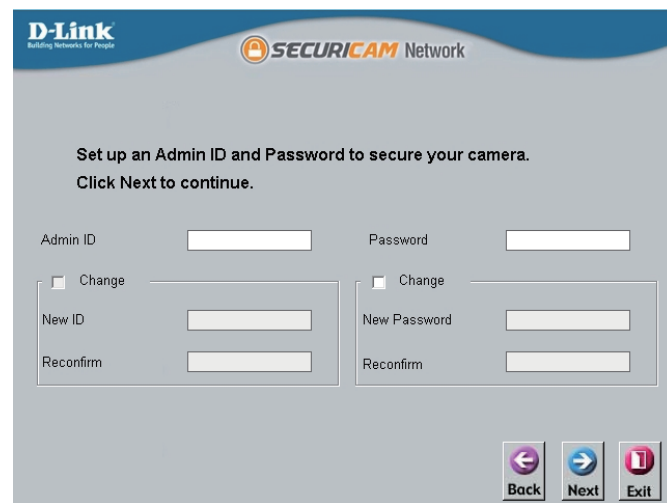 D-Link
Building Networks for People
SECURICAM Network
Set up an Admin ID and Password to secure your camera.
Click Next to continue.
Admin ID
Password
Change
Change
New ID
New Password
Reconfirm
Reconfirm
Back
Next
Exit